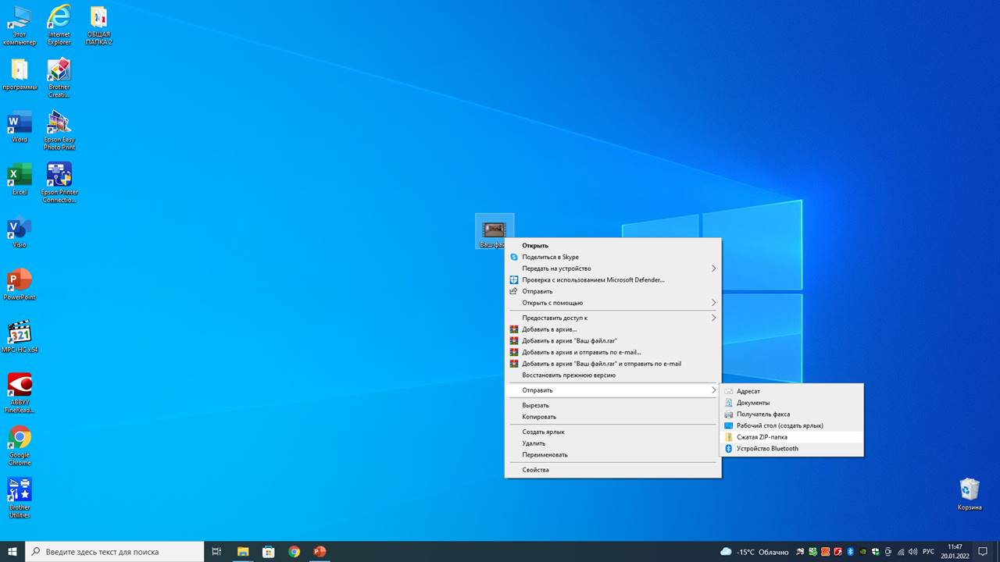 Этот
компьютер
Internet
Explorer
ОБЩАЯ
ПАПКА 2
программы
Brother
Creati...
Word
Epson Easy
Photo Print
Excel
Epson Printer
Connectio...
Visio
PowerPoint
MPC-HC x64
ABBYY
FineRead...
Google
Chrome
Brother
Utilities
Ваш фай
Открыть
Поделиться в Skype
Передать на устройство
Проверка с использованием Microsoft Defender...
Отправить
Открыть с помощью
Предоставить доступ к
Добавить в архив...
Добавить в архив "Ваш файл.rar"
Добавить в архив и отправить по e-mail...
Добавить в архив "Ваш файл.rar" и отправить по e-mail
Восстановить прежнюю версию
Отправить
Вырезать
Копировать
Создать ярлык
Удалить
Переименовать
Свойства
Адресат
Документы
Получатель факса
Рабочий стол (создать ярлык)
Сжатая ZIP-папка
Устройство Bluetooth
Корзина
Введите здесь текст для поиска
-15°C Облачно
РУС
11:47
20.01.2022